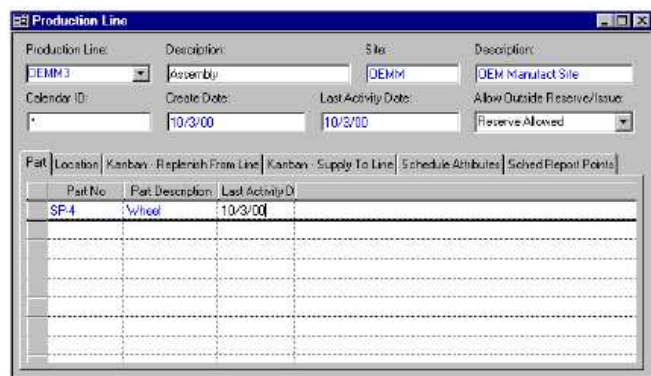 Production Line
Production Line: Description: Site: Description:
OEMM3 Assembly OEMM OEM Manufact Site
Calendar ID: Create Date: Last Activity Date: Allow Outside Reserve/Issue:
* 10/3/00 10/3/00 Reserve Allowed
Part Location Kanban - Replenish From Line Kanban - Supply To Line Schedule Attributes Sched Report Points
Part No Part Description Last Activity D
SP-4 Wheel 10/3/00